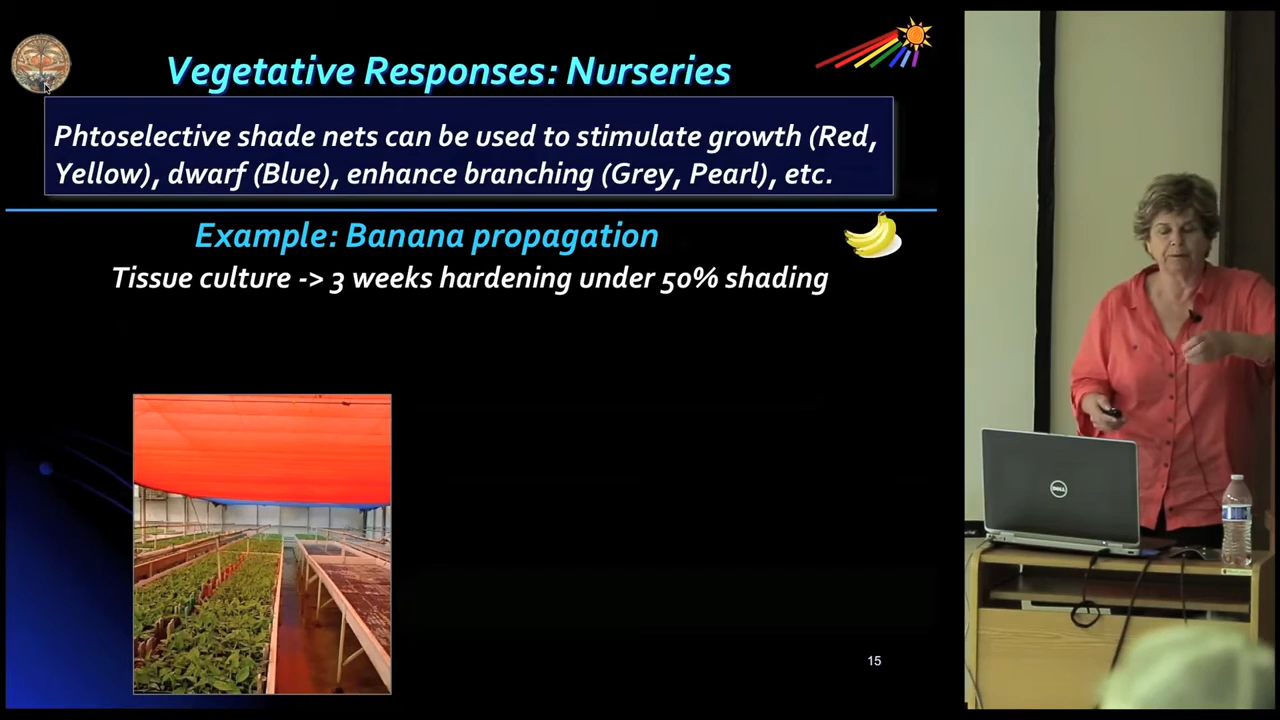 Vegetative Responses: Nurseries
Phtoselective shade nets can be used to stimulate growth (Red,
Yellow), dwarf (Blue), enhance branching (Grey, Pearl), etc.
Example: Banana propagation
Tissue culture -> 3 weeks hardening under 50% shading
15
DELL